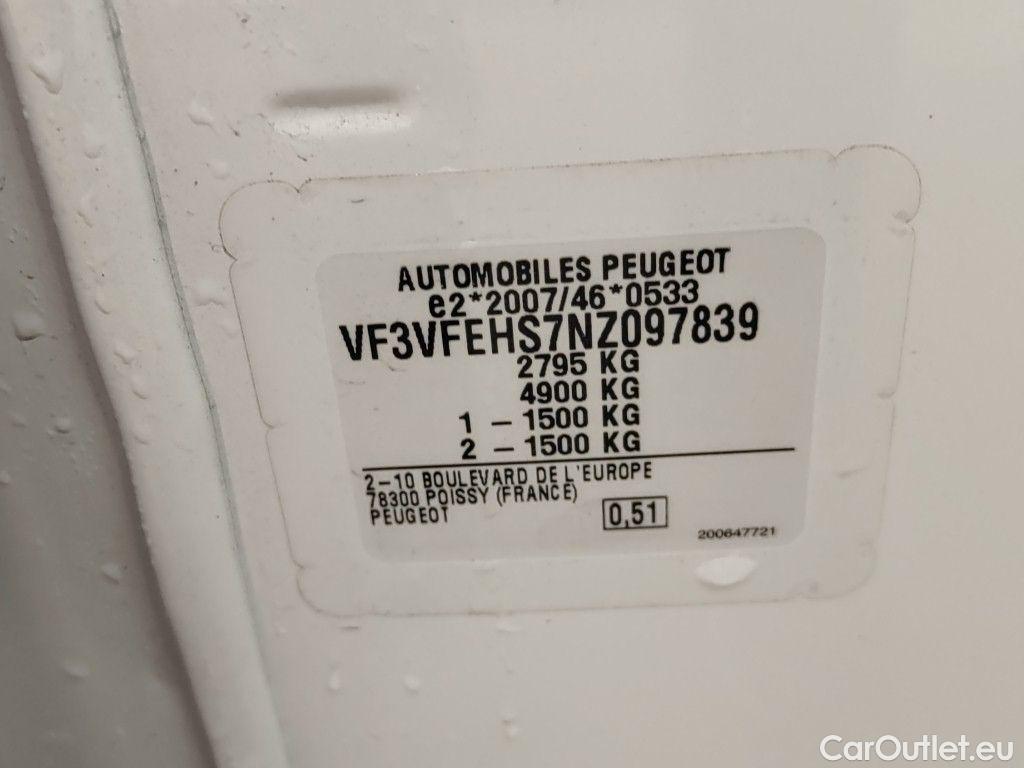 AUTOMOBILES PEUGEOT
e2*2007/46*0533
VF3VFEHS7NZ097839
2795 KG
4900 KG
1 – 1500 KG
2 – 1500 KG
2–10 BOULEVARD DE L'EUROPE
78300 POISSY (FRANCE)
PEUGEOT
0,51
200647721
CarOutlet.eu